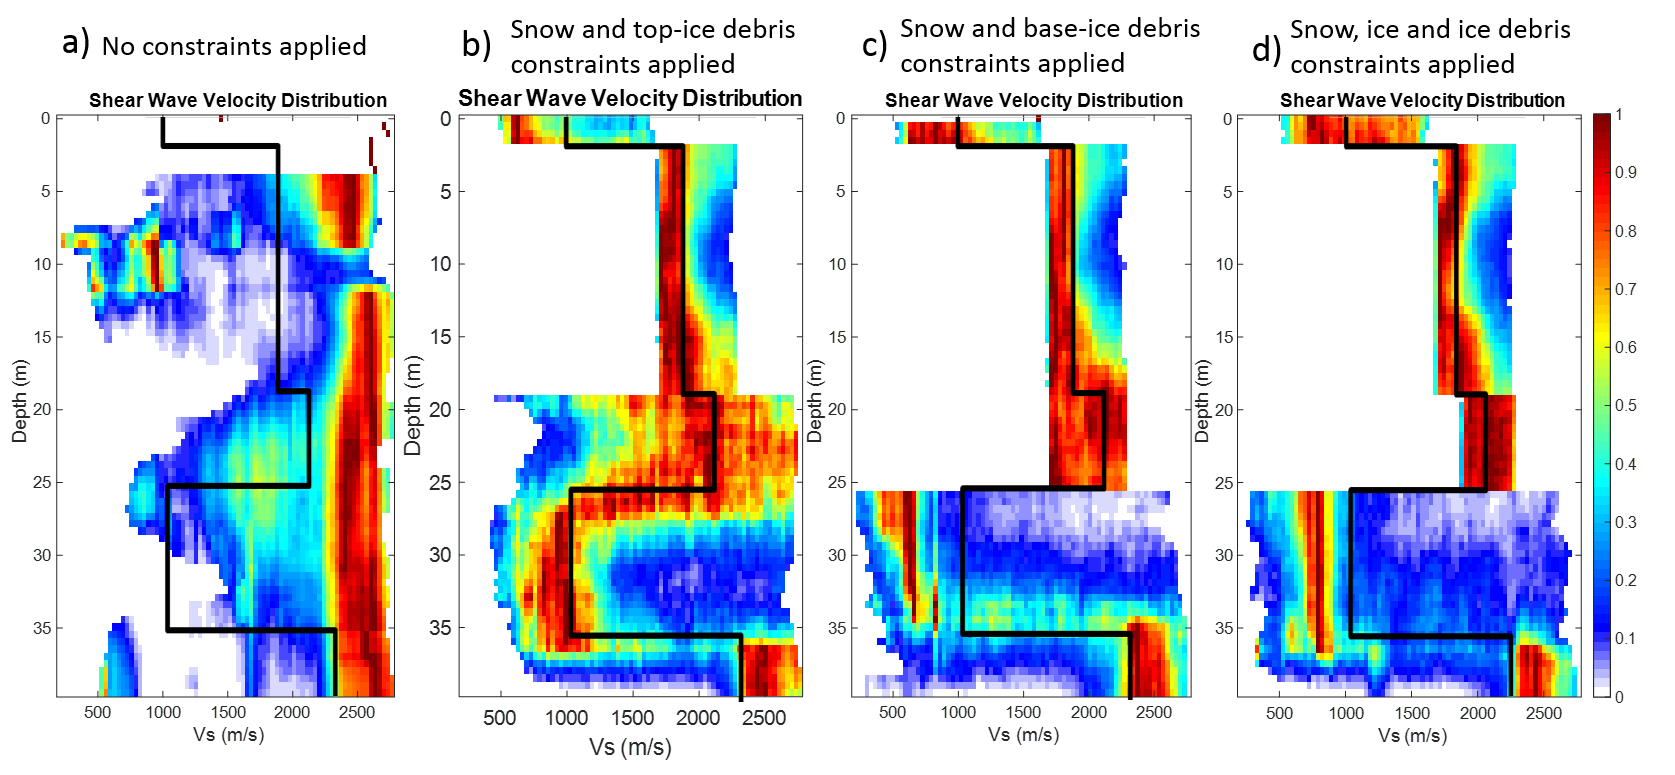 a) No constraints applied
b) Snow and top-ice debris
constraints applied
c) Snow and base-ice debris
constraints applied
d) Snow, ice and ice debris
constraints applied
Shear Wave Velocity Distribution
0
5
10
15
20
25
30
35
Depth (m)
500 1000 1500 2000 2500
Vs (m/s)
Shear Wave Velocity Distribution
0
5
10
15
20
25
30
35
Depth (m)
500 1000 1500 2000 2500
Vs (m/s)
Shear Wave Velocity Distribution
0
5
10
15
20
25
30
35
Depth (m)
500 1000 1500 2000 2500
Vs (m/s)
Shear Wave Velocity Distribution
0
5
10
15
20
25
30
35
Depth (m)
500 1000 1500 2000 2500
Vs (m/s)
1
0.9
0.8
0.7
0.6
0.5
0.4
0.3
0.2
0.1
0